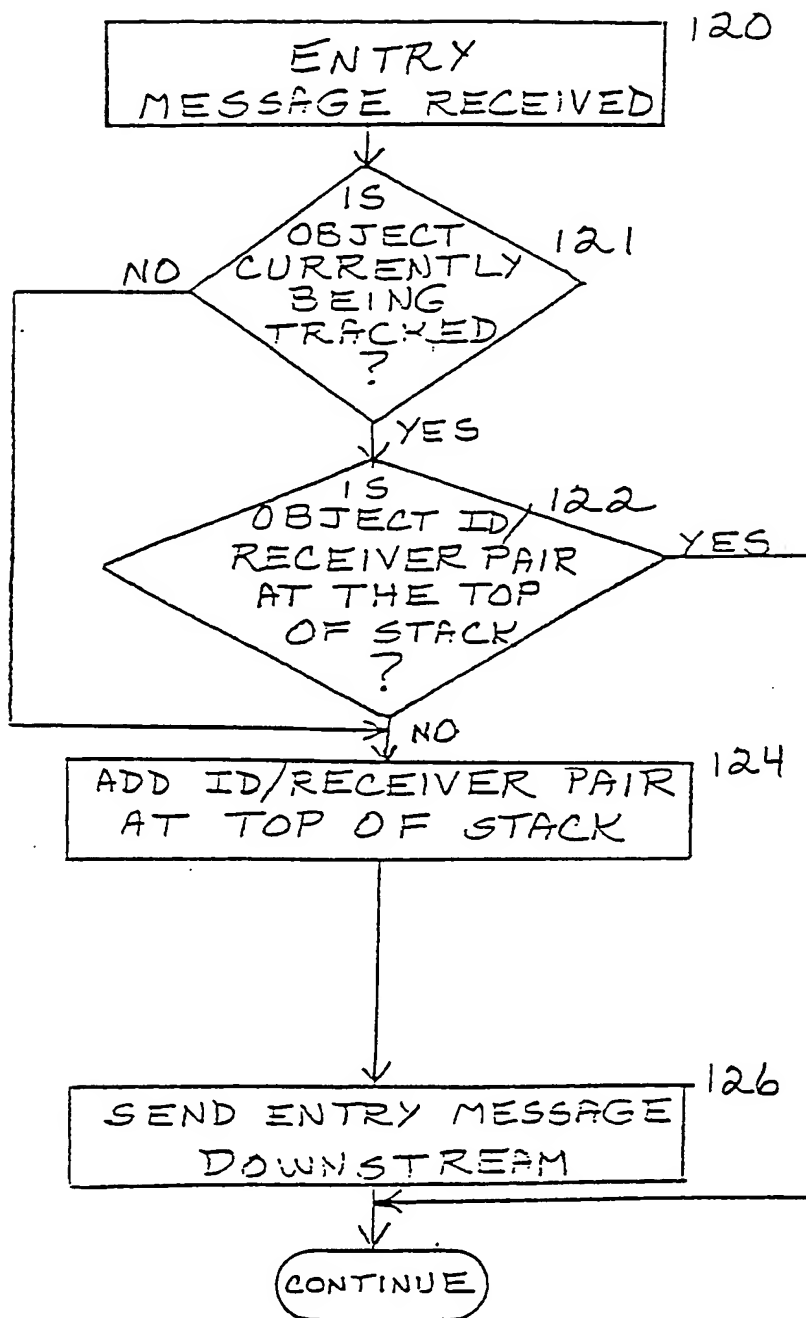 120
ENTRY
MESSAGE RECEIVED
IS
OBJECT
CURRENTLY
BEING
TRACKED
?
121
NO
YES
IS
OBJECT ID
RECEIVER PAIR
AT THE TOP
OF STACK
?
122
YES
NO
ADD ID/RECEIVER PAIR
AT TOP OF STACK
124
SEND ENTRY MESSAGE
DOWNSTREAM
126
CONTINUE